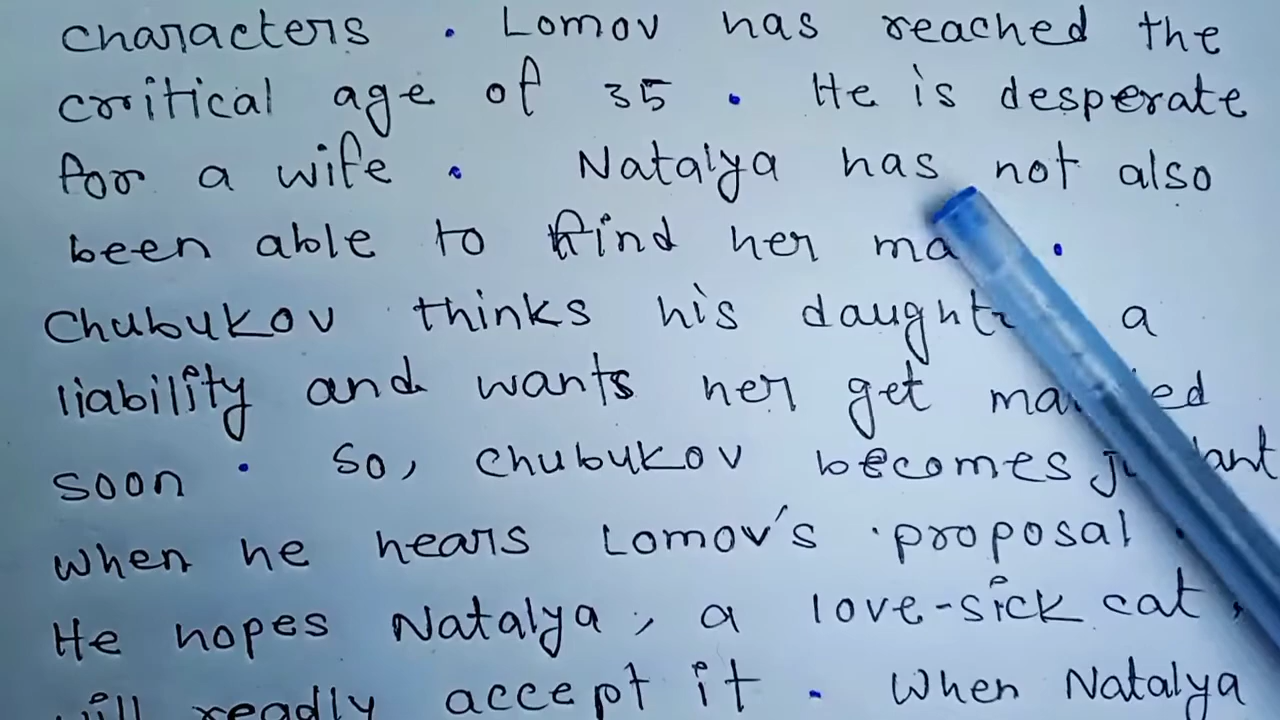 characters . Lomov has reached the
critical age of 35 . He is desperate
for a wife . Natalya has not also
been able to find her .
Chubukov thinks his a
liability and wants her get
soon . So, Chubukov becomes
when he hears Lomov's proposal .
He hopes Natalya, a love-sick cat,
will readly accept it . When Natalya